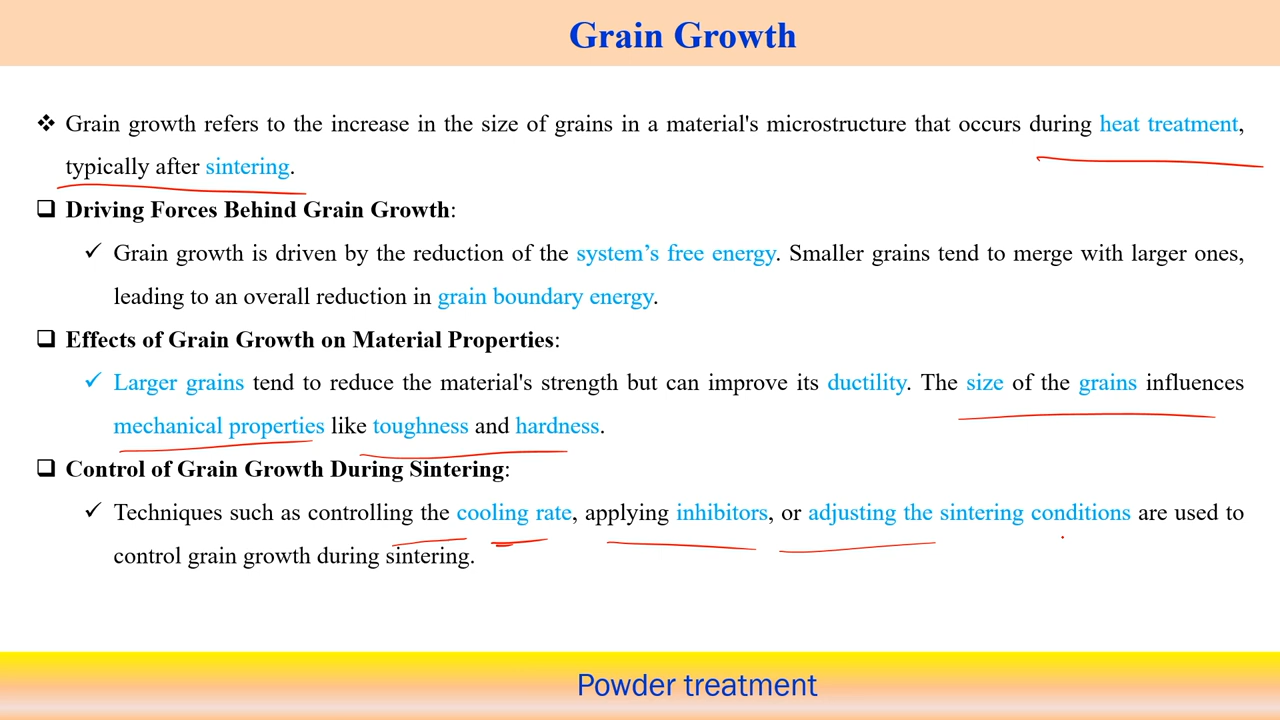 Grain Growth
❖ Grain growth refers to the increase in the size of grains in a material's microstructure that occurs during heat treatment,
typically after sintering.
❑ Driving Forces Behind Grain Growth:
✓ Grain growth is driven by the reduction of the system’s free energy. Smaller grains tend to merge with larger ones,
leading to an overall reduction in grain boundary energy.
❑ Effects of Grain Growth on Material Properties:
✓ Larger grains tend to reduce the material's strength but can improve its ductility. The size of the grains influences
mechanical properties like toughness and hardness.
❑ Control of Grain Growth During Sintering:
✓ Techniques such as controlling the cooling rate, applying inhibitors, or adjusting the sintering conditions are used to
control grain growth during sintering.
Powder treatment